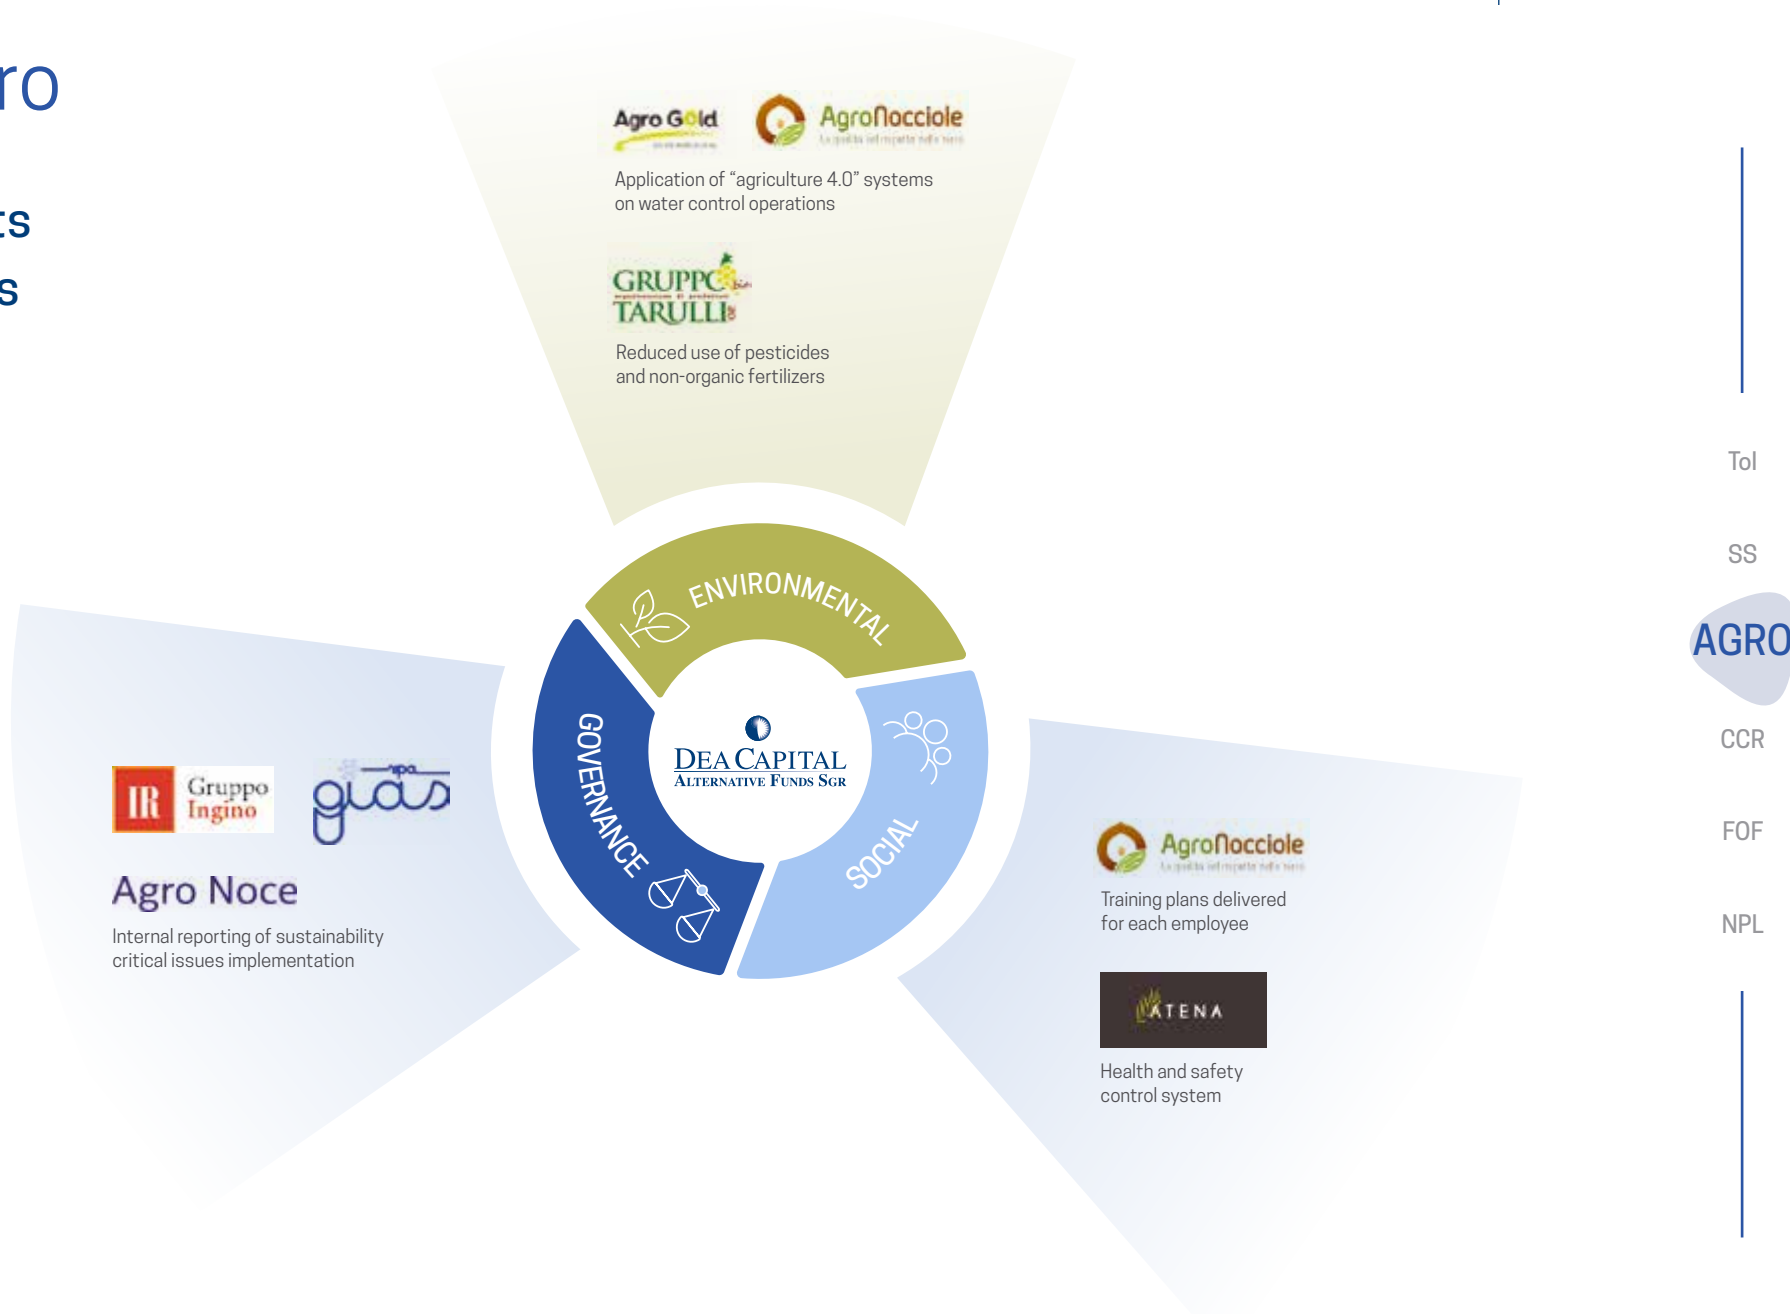 ro
ts
s
Agro Gold
AgroNocciole
Application of “agriculture 4.0” systems
on water control operations
GRUPPO
bio
TARULLI
Reduced use of pesticides
and non-organic fertilizers
ENVIRONMENTAL
GOVERNANCE
SOCIAL
DEA CAPITAL
ALTERNATIVE FUNDS SGR
IR
Gruppo
Ingino
spa
gias
Agro Noce
Internal reporting of sustainability
critical issues implementation
AgroNocciole
Training plans delivered
for each employee
ATENA
Health and safety
control system
ToI
SS
AGRO
CCR
FOF
NPL